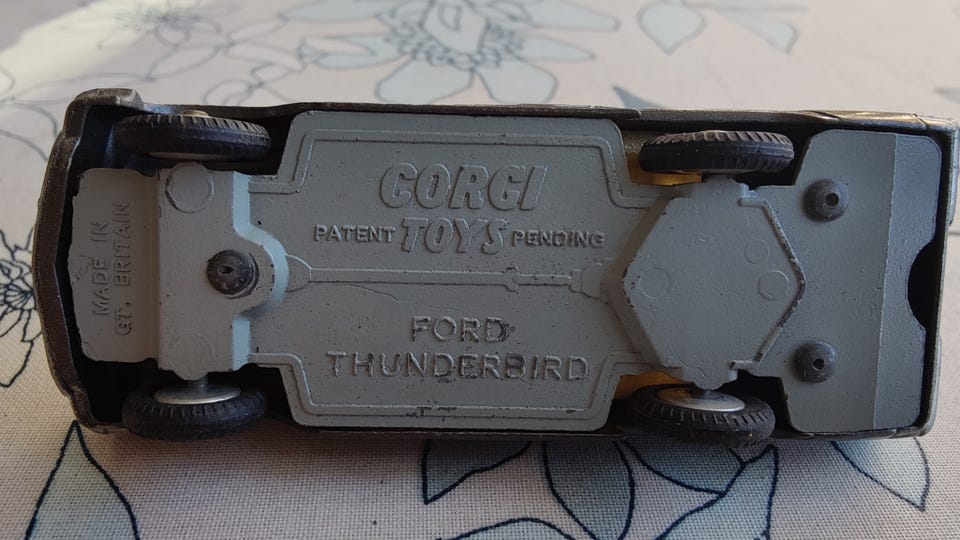 CORGI
PATENT TOYS PENDING
FORD
THUNDERBIRD
MADE IN
GT. BRITAIN